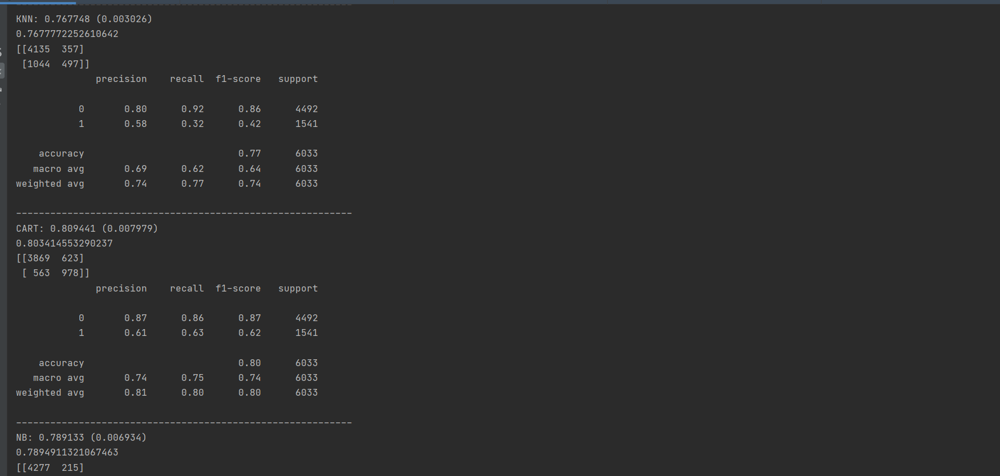 -----------------------------------------------------------
KNN: 0.767748 (0.003026)
0.7677772252610642
[[4135  357]
 [1044  497]]
              precision    recall  f1-score   support

           0       0.80      0.92      0.86      4492
           1       0.58      0.32      0.42      1541

    accuracy                           0.77      6033
   macro avg       0.69      0.62      0.64      6033
weighted avg       0.74      0.77      0.74      6033

-----------------------------------------------------------
CART: 0.809441 (0.007979)
0.803414553290237
[[3869  623]
 [ 563  978]]
              precision    recall  f1-score   support

           0       0.87      0.86      0.87      4492
           1       0.61      0.63      0.62      1541

    accuracy                           0.80      6033
   macro avg       0.74      0.75      0.74      6033
weighted avg       0.81      0.80      0.80      6033

-----------------------------------------------------------
NB: 0.789133 (0.006934)
0.7894911321067463
[[4277  215]